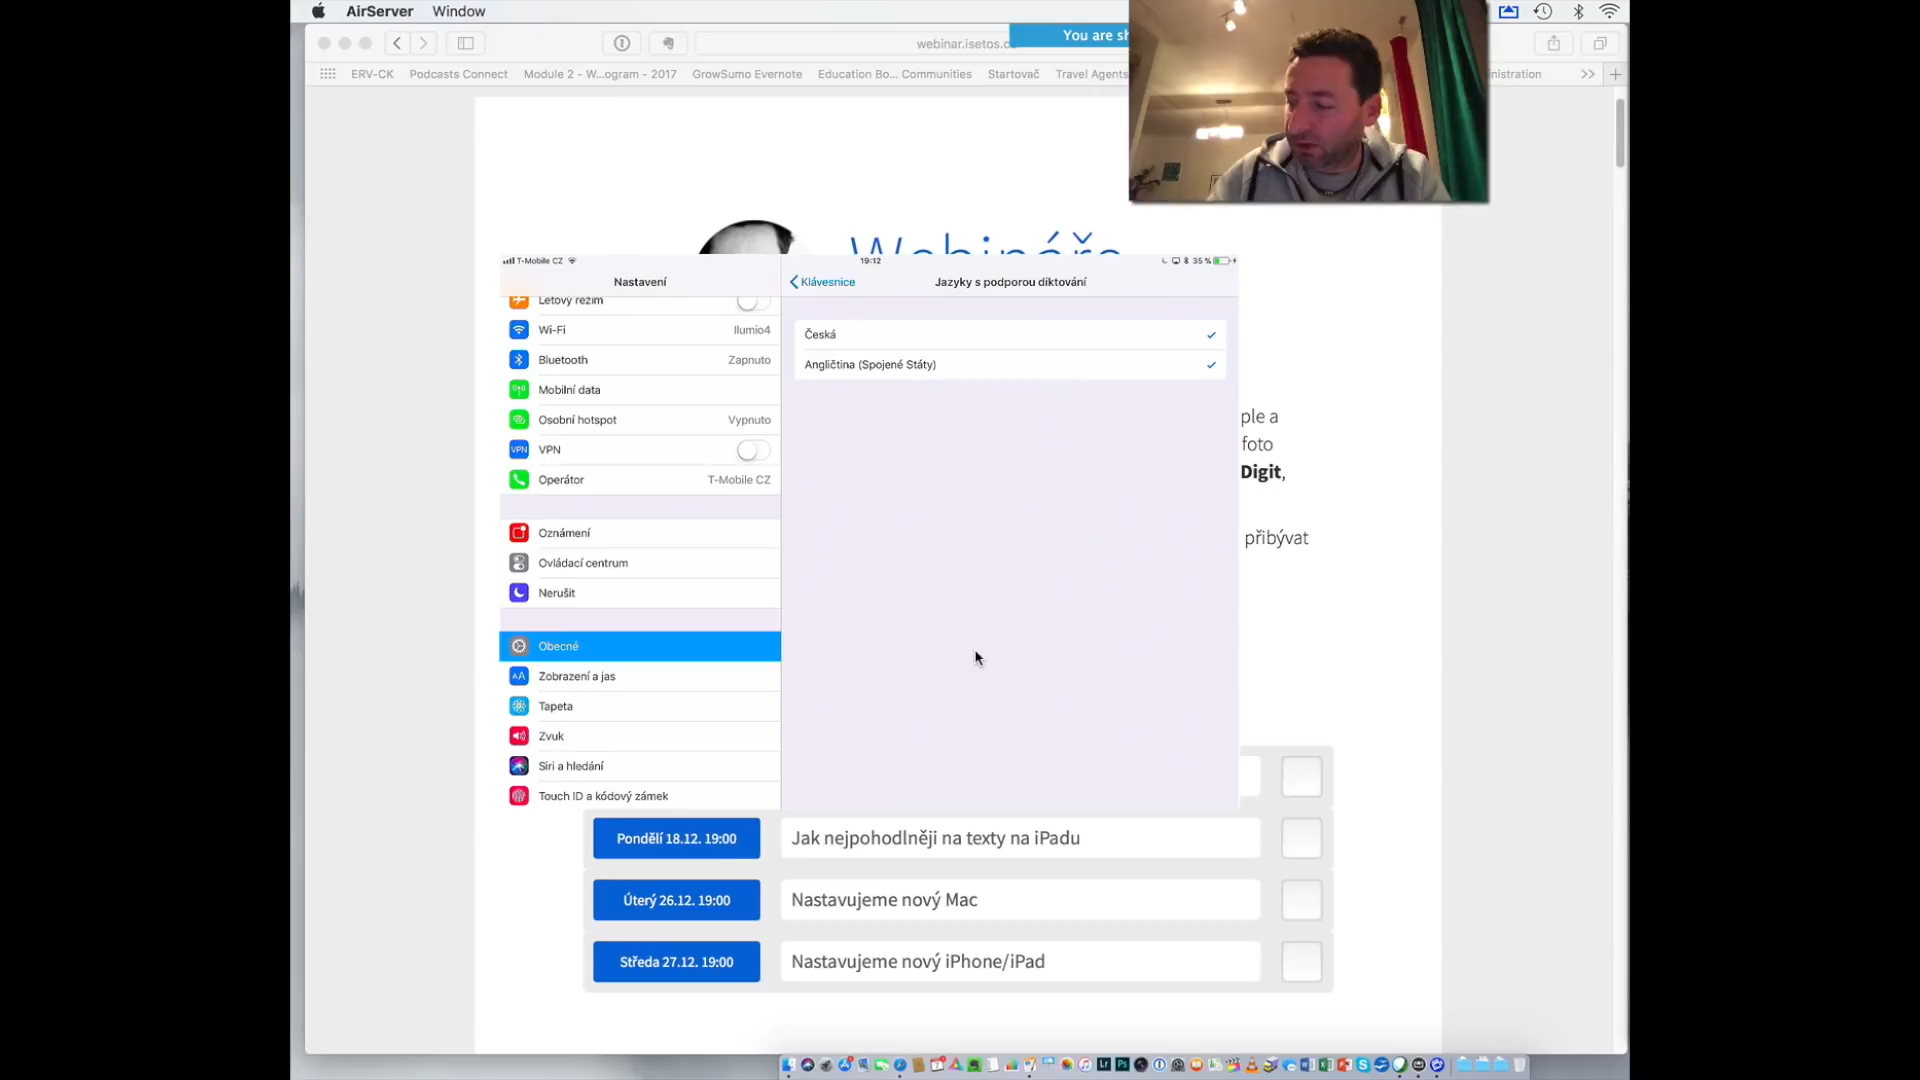 AirServer Window
webinar.isetos.c
You are sh
ERV-CK Podcasts Connect Module 2 - W...ogram - 2017 GrowSumo Evernote Education Bo... Communities Startovač Travel Agents
inistration
Webináře
T-Mobile CZ
19:12
35 %
Nastavení
Klávesnice
Jazyky s podporou diktování
Letový režim
Wi-Fi Ilumio4
Bluetooth Zapnuto
Mobilní data
Osobní hotspot Vypnuto
VPN VPN
Operátor T-Mobile CZ
Oznámení
Ovládací centrum
Nerušit
Obecné
AA Zobrazení a jas
Tapeta
Zvuk
Siri a hledání
Touch ID a kódový zámek
Česká
Angličtina (Spojené Státy)
ple a
foto
Digit,
přibývat
Pondělí 18.12. 19:00 Jak nejpohodlněji na texty na iPadu
Úterý 26.12. 19:00 Nastavujeme nový Mac
Středa 27.12. 19:00 Nastavujeme nový iPhone/iPad